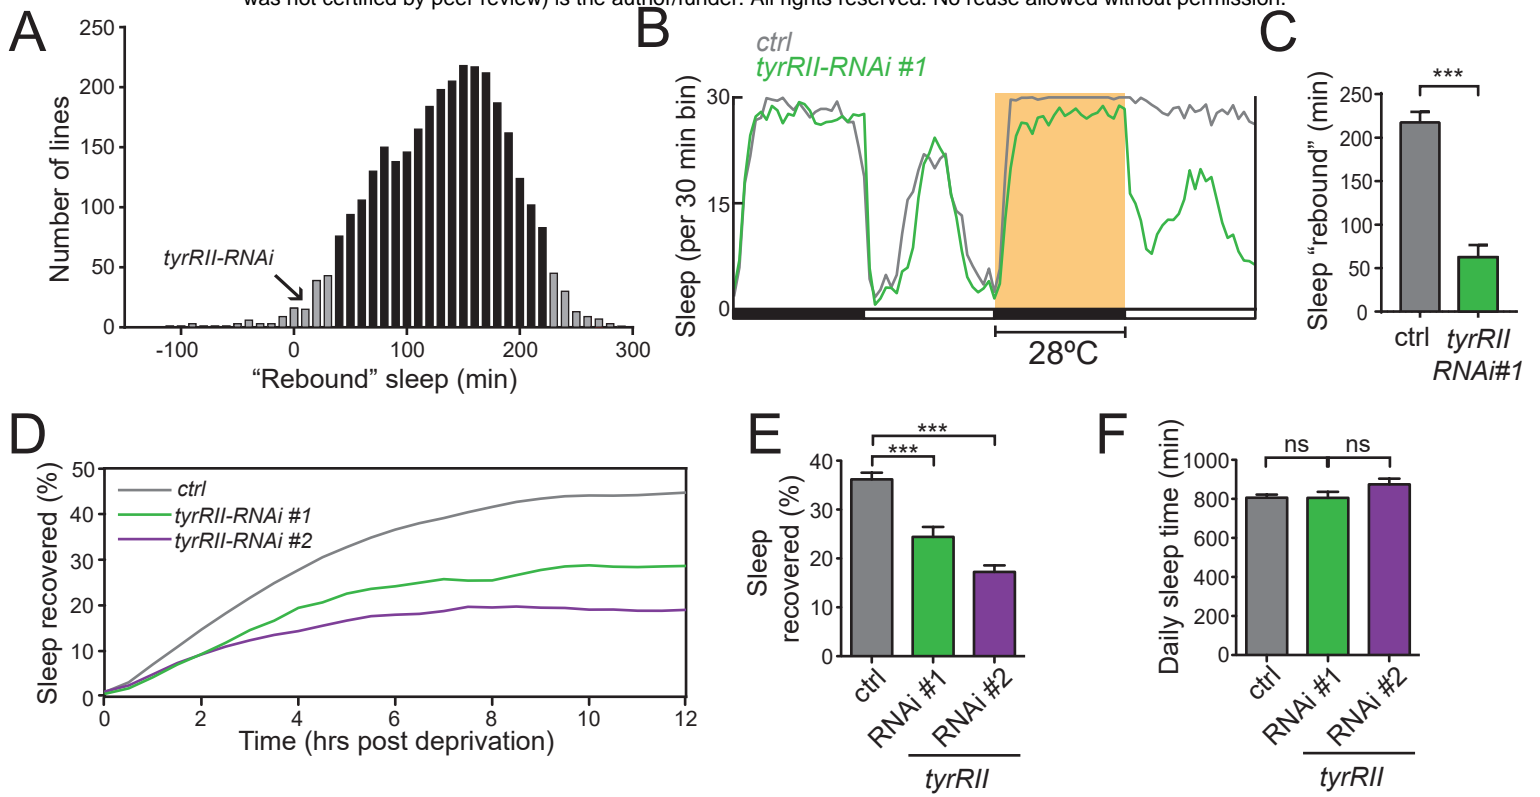 was not certified by peer review) is the author/funder. All rights reserved. No reuse allowed without permission.
A
250
200
150
100
50
0
Number of lines
tyrRII-RNAi
-100
0
100
200
300
“Rebound” sleep (min)
B
ctrl
tyrRII-RNAi #1
Sleep (per 30 min bin)
30
15
0
28ºC
C
***
Sleep “rebound” (min)
250
200
150
100
50
0
ctrl
tyrRII
RNAi#1
D
Sleep recovered (%)
50
40
30
20
10
0
ctrl
tyrRII-RNAi #1
tyrRII-RNAi #2
0
2
4
6
8
10
12
Time (hrs post deprivation)
E
***
***
Sleep
recovered (%)
40
30
20
10
0
ctrl
RNAi #1
RNAi #2
tyrRII
F
ns
ns
Daily sleep time (min)
1000
800
600
400
200
0
ctrl
RNAi #1
RNAi #2
tyrRII